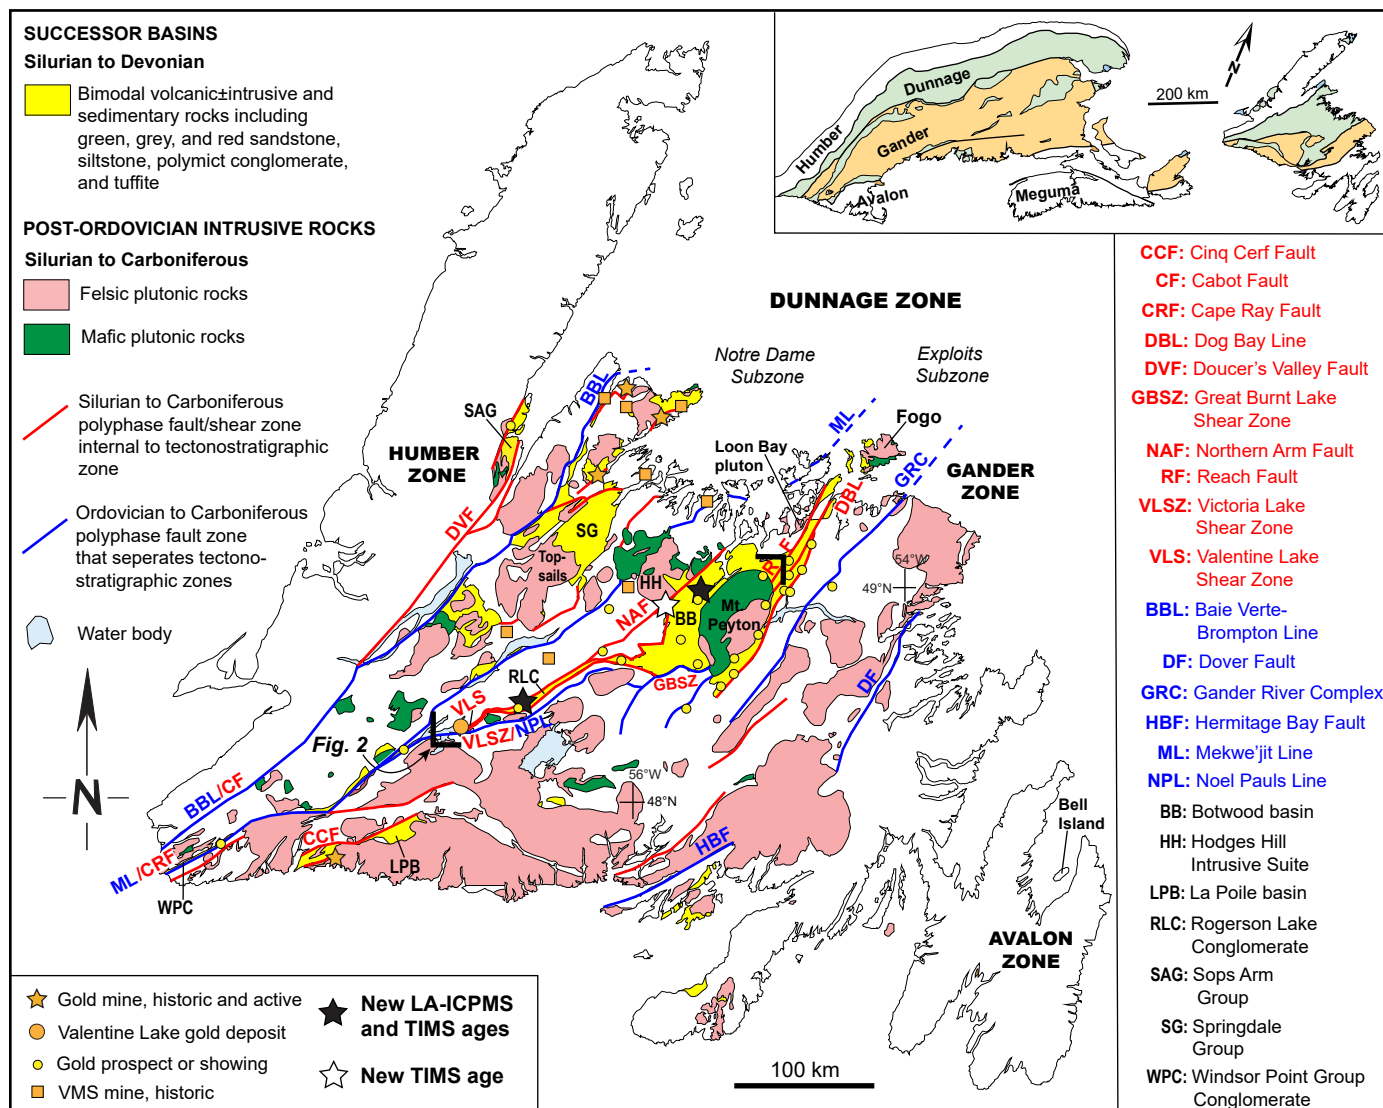 SUCCESSOR BASINS
Silurian to Devonian
Bimodal volcanic±intrusive and
sedimentary rocks including
green, grey, and red sandstone,
siltstone, polymict conglomerate,
and tuffite
POST-ORDOVICIAN INTRUSIVE ROCKS
Silurian to Carboniferous
Felsic plutonic rocks
Mafic plutonic rocks
Silurian to Carboniferous
polyphase fault/shear zone
internal to tectonostratigraphic
zone
Ordovician to Carboniferous
polyphase fault zone
that seperates tectono-
stratigraphic zones
Water body
N
Dunnage
Humber
Gander
Avalon
Meguma
200 km
N
DUNNAGE ZONE
Notre Dame
Subzone
Exploits
Subzone
HUMBER
ZONE
GANDER
ZONE
AVALON
ZONE
SAG
BBL
DVF
SG
Top-
sails
Loon Bay
pluton
ML
Fogo
GRC
DBL
RF
HH
NAF
BB
Mt.
Peyton
54°W
49°N
GBSZ
RLC
VLS
VLSZ/NPL
Fig. 2
DF
56°W
48°N
BBL/CF
ML/CRF
WPC
CCF
LPB
HBF
Bell
Island
100 km
CCF: Cinq Cerf Fault
CF: Cabot Fault
CRF: Cape Ray Fault
DBL: Dog Bay Line
DVF: Doucer's Valley Fault
GBSZ: Great Burnt Lake
Shear Zone
NAF: Northern Arm Fault
RF: Reach Fault
VLSZ: Victoria Lake
Shear Zone
VLS: Valentine Lake
Shear Zone
BBL: Baie Verte-
Brompton Line
DF: Dover Fault
GRC: Gander River Complex
HBF: Hermitage Bay Fault
ML: Mekwe'jit Line
NPL: Noel Pauls Line
BB: Botwood basin
HH: Hodges Hill
Intrusive Suite
LPB: La Poile basin
RLC: Rogerson Lake
Conglomerate
SAG: Sops Arm
Group
SG: Springdale
Group
WPC: Windsor Point Group
Conglomerate
Gold mine, historic and active
Valentine Lake gold deposit
Gold prospect or showing
VMS mine, historic
New LA-ICPMS
and TIMS ages
New TIMS age